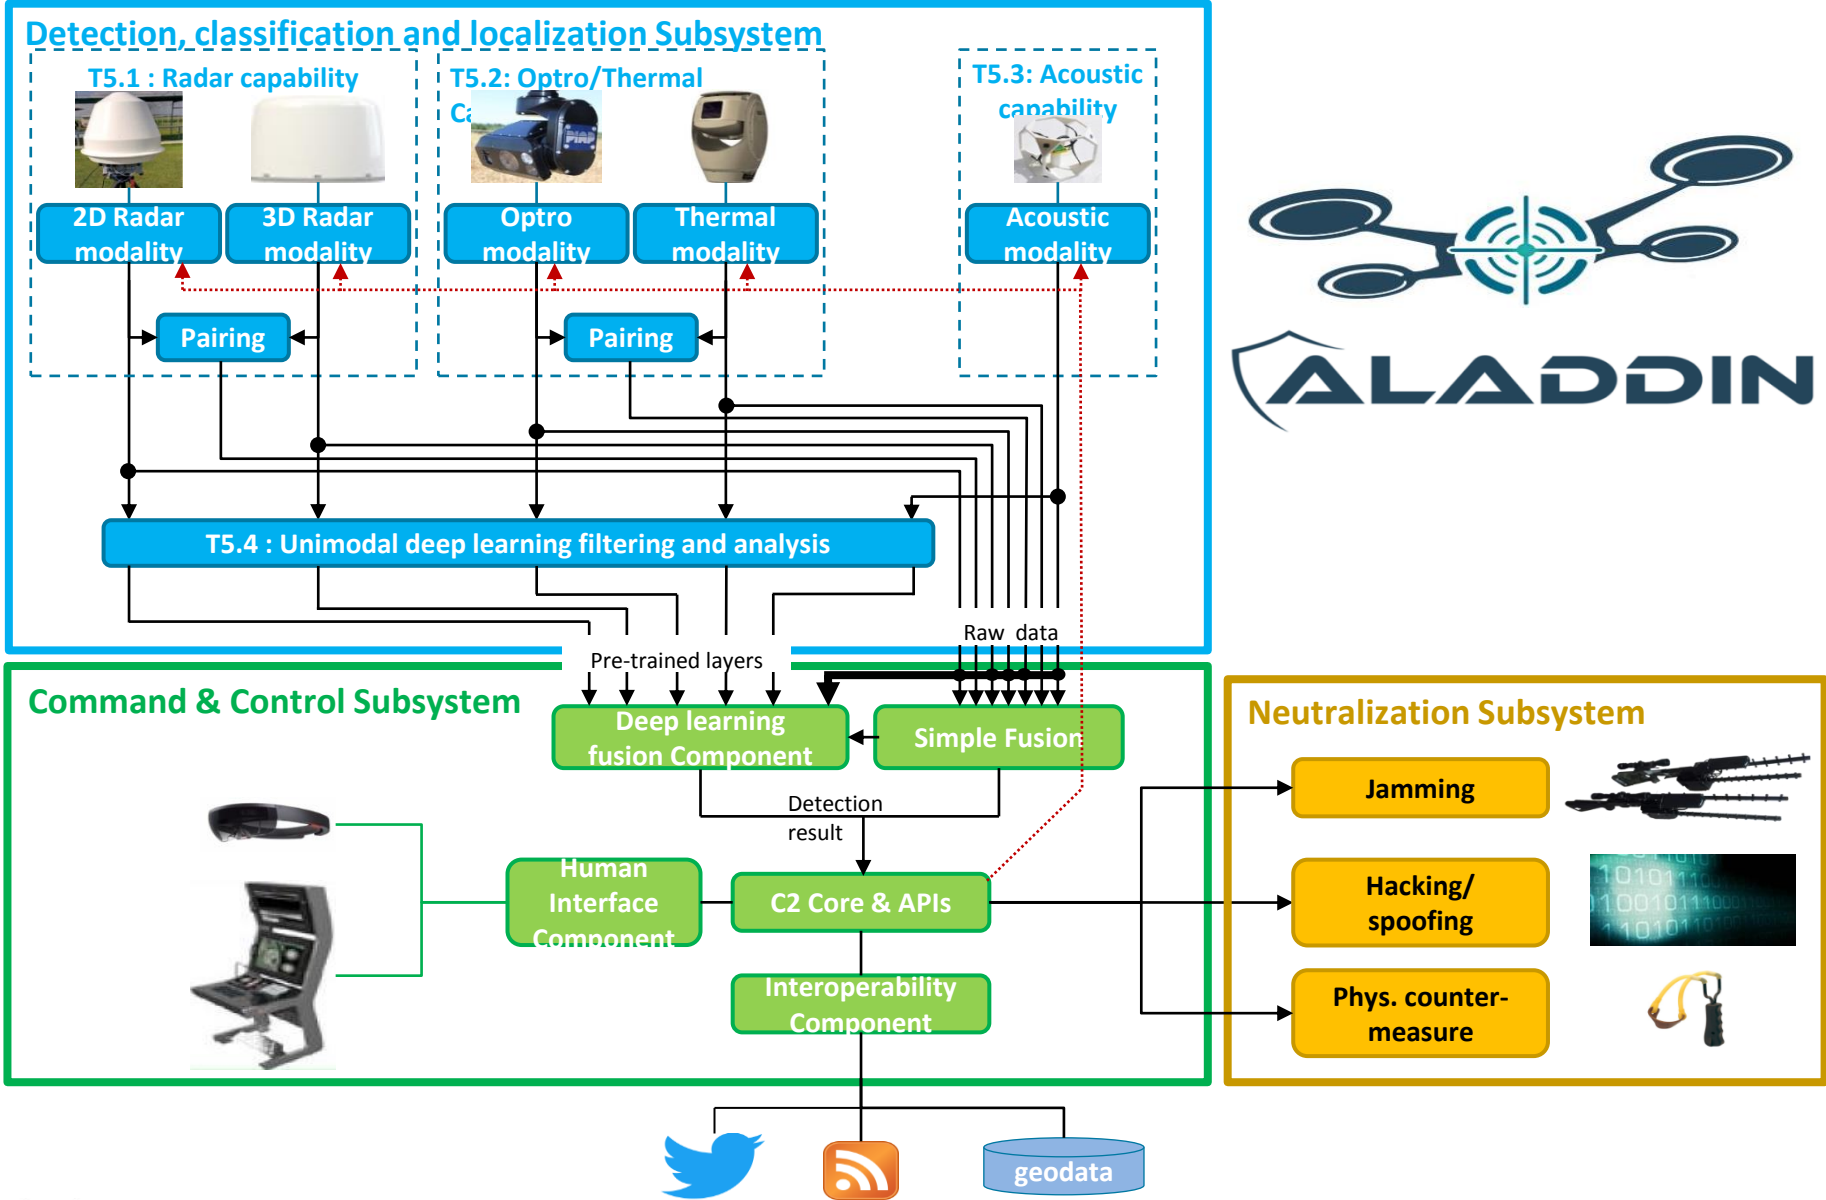 Detection, classification and localization Subsystem
T5.1 : Radar capability
T5.2: Optro/Thermal
T5.3: Acoustic
capability
2D Radar
modality
3D Radar
modality
Optro
modality
Thermal
modality
Acoustic
modality
Pairing
Pairing
T5.4 : Unimodal deep learning filtering and analysis
Raw data
Pre-trained layers
ALADDIN
Command & Control Subsystem
Deep learning
fusion Component
Simple Fusion
Detection
result
Human
Interface
Component
C2 Core & APIs
Interoperability
Component
Neutralization Subsystem
Jamming
Hacking/
spoofing
Phys. counter-
measure
geodata